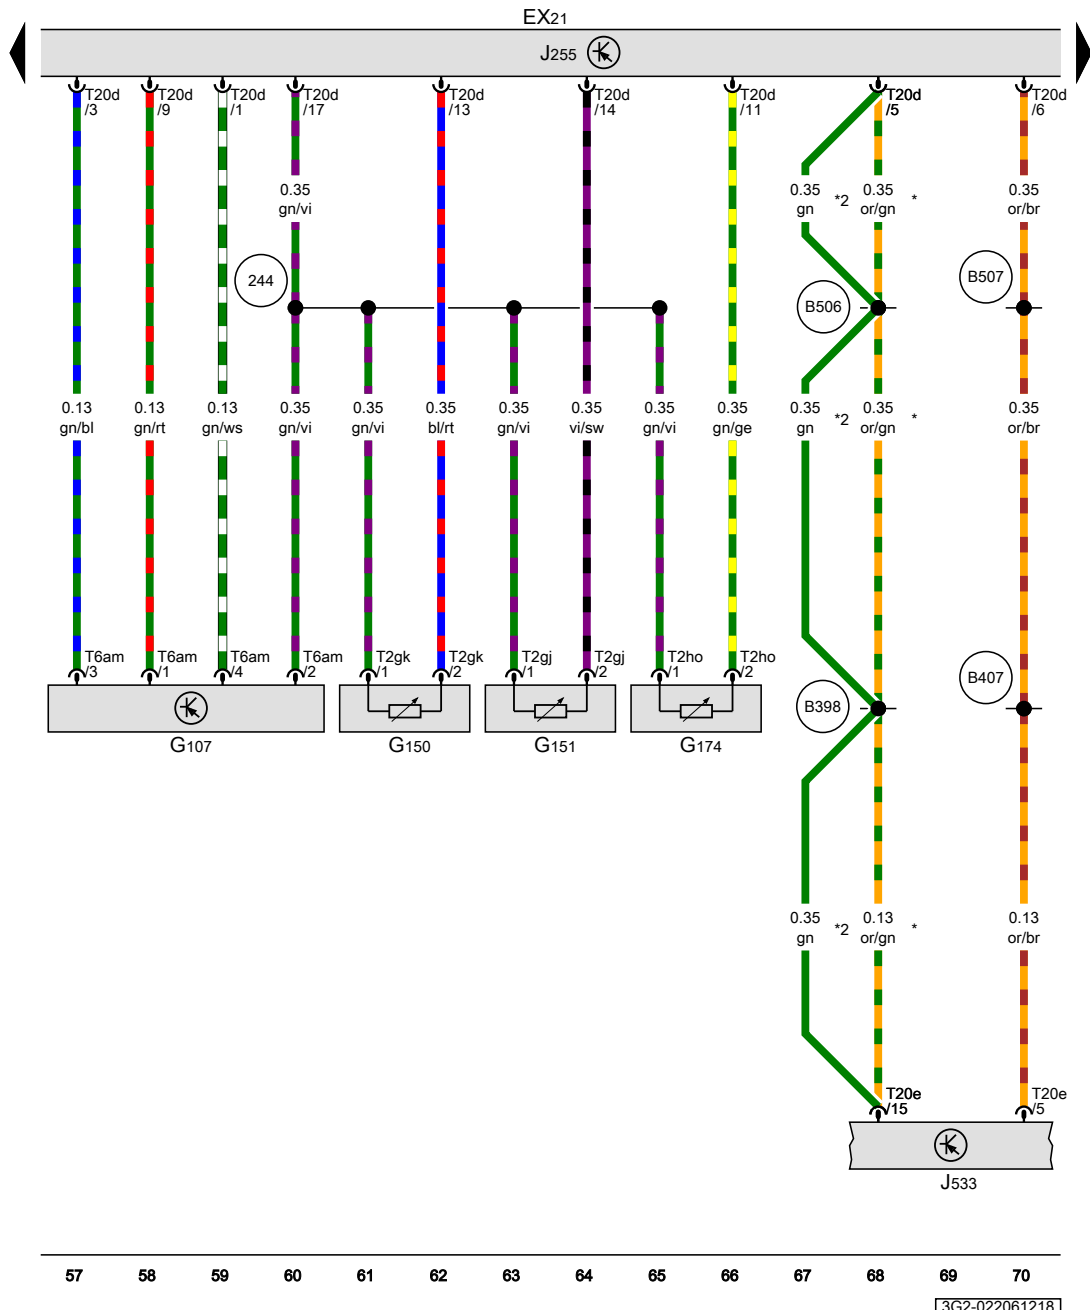 EX21
J255
T20d T20d T20d T20d T20d T20d T20d T20d T20d
/3 /9 /1 /17 /13 /14 /11 /5 /6
0.35 0.35 *2 0.35 * 0.35
gn/vi gn or/gn or/br
244 B507
B506
0.13 0.13 0.13 0.35 0.35 0.35 0.35 0.35 0.35 0.35 0.35 *2 0.35 * 0.35
gn/bl gn/rt gn/ws gn/vi gn/vi bl/rt gn/vi vi/sw gn/vi gn/ge gn or/gn or/br
T6am T6am T6am T6am T2gk T2gk T2gj T2gj T2ho T2ho
/3 /1 /4 /2 /1 /2 /1 /2 /1 /2
B407
B398
G107 G150 G151 G174
0.35 *2 0.13 * 0.13
gn or/gn or/br
T20e T20e
/15 /5
J533
57 58 59 60 61 62 63 64 65 66 67 68 69 70
3G2-022061218